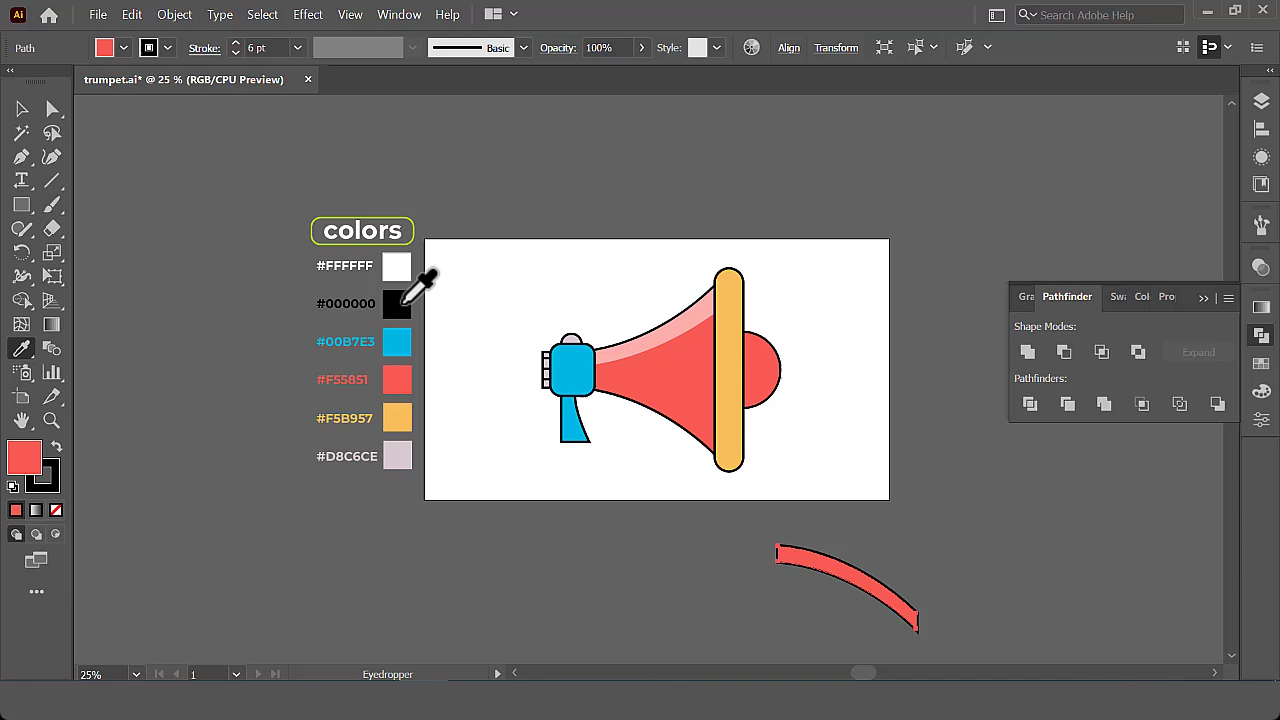 Ai File Edit Object Type Select Effect View Window Help Search Adobe Help
Path Stroke: 6 pt Basic Opacity: 100% Style: Align Transform
trumpet.ai* @ 25 % (RGB/CPU Preview) ×
colors
#FFFFFF
#000000
#00B7E3
#F55851
#F5B957
#D8C6CE
Gra Pathfinder Swa Col Pro
Shape Modes:
Expand
Pathfinders:
25% 1 Eyedropper